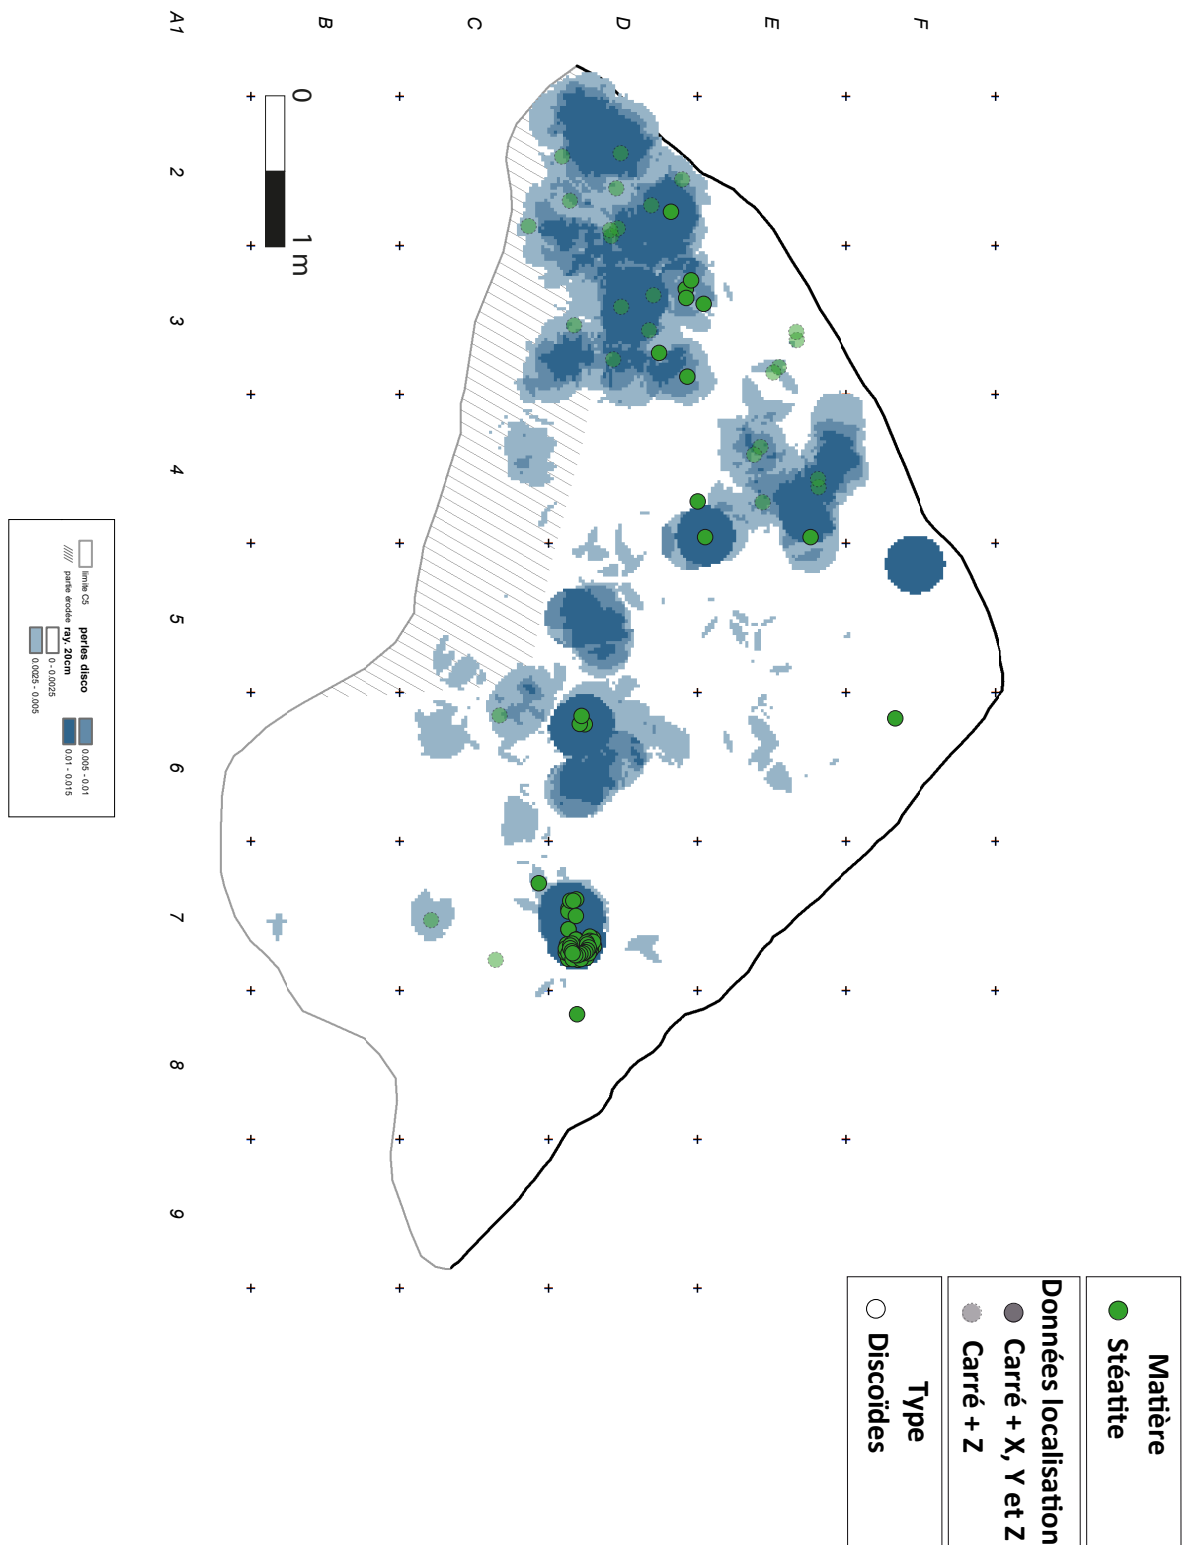 A1
B
C
D
E
F
2
3
4
5
6
7
8
9
0
1 m
Matière
Stéatite
Données localisation
Carré + X, Y et Z
Carré + Z
Type
Discoïdes
limite C5
partie érodée
perles disco
ray. 20cm
0 - 0.0025
0.0025 - 0.005
0.005 - 0.01
0.01 - 0.015